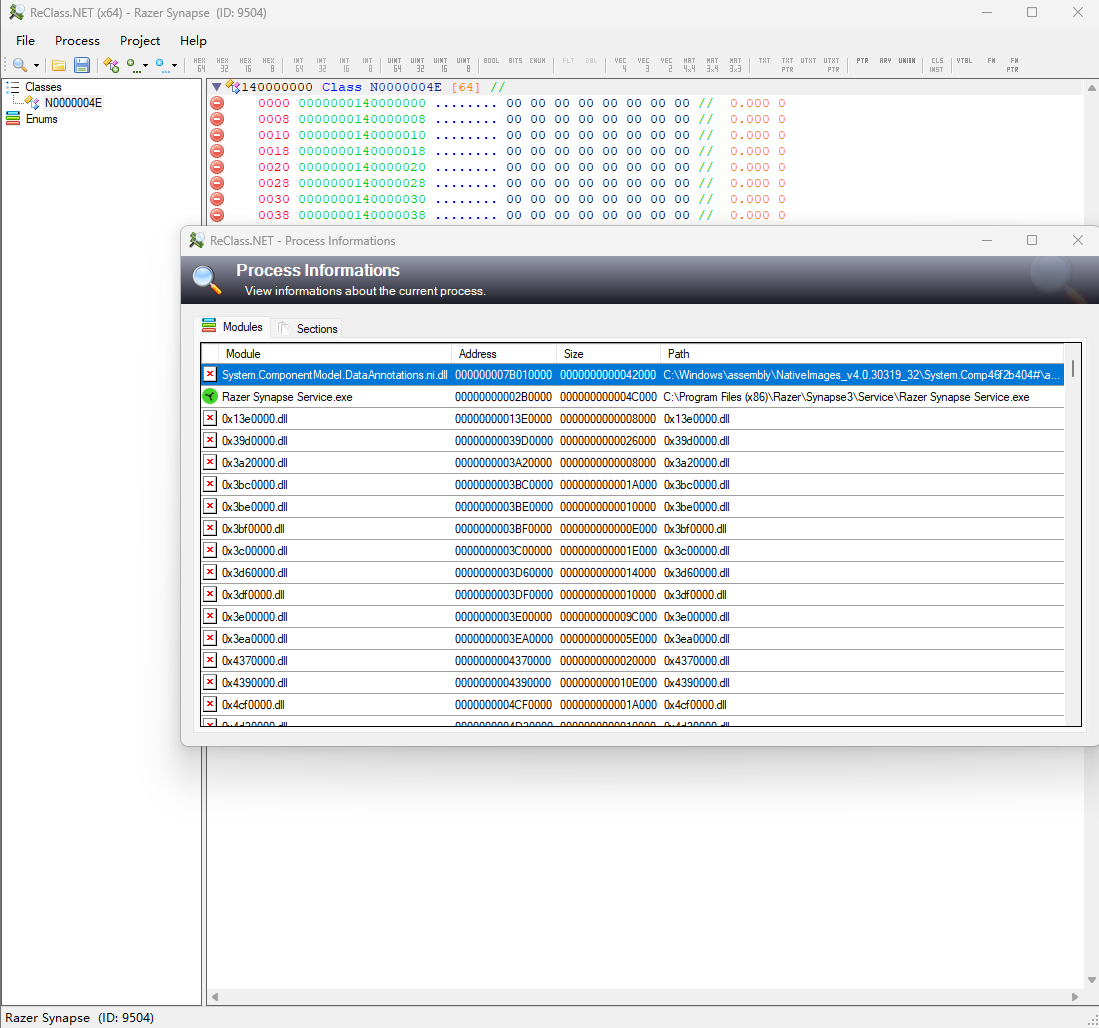 ReClass.NET (x64) - Razer Synapse (ID: 9504)
File Process Project Help
HEX 64 HEX 32 HEX 16 HEX 8 INT 64 INT 32 INT 16 INT 8 UINT 64 UINT 32 UINT 16 UINT 8 BOOL BITS ENUM FLT DBL VEC 4 VEC 3 VEC 2 MAT 4x4 MAT 3x4 MAT 3x3 TXT TXT PTR UTXT UTXT PTR PTR ARY UNION CLS INST VTBL FN FN PTR
Classes
N0000004E
Enums
140000000 Class N0000004E [64] //
0000 0000000140000000 ........ 00 00 00 00 00 00 00 00 // 0.000 0
0008 0000000140000008 ........ 00 00 00 00 00 00 00 00 // 0.000 0
0010 0000000140000010 ........ 00 00 00 00 00 00 00 00 // 0.000 0
0018 0000000140000018 ........ 00 00 00 00 00 00 00 00 // 0.000 0
0020 0000000140000020 ........ 00 00 00 00 00 00 00 00 // 0.000 0
0028 0000000140000028 ........ 00 00 00 00 00 00 00 00 // 0.000 0
0030 0000000140000030 ........ 00 00 00 00 00 00 00 00 // 0.000 0
0038 0000000140000038 ........ 00 00 00 00 00 00 00 00 // 0.000 0
ReClass.NET - Process Informations
Process Informations
View informations about the current process.
Modules Sections
Module Address Size Path
System.ComponentModel.DataAnnotations.ni.dll 000000007B010000 0000000000042000 C:\Windows\assembly\NativeImages_v4.0.30319_32\System.Comp46f2b404#\a...
Razer Synapse Service.exe 00000000002B0000 000000000004C000 C:\Program Files (x86)\Razer\Synapse3\Service\Razer Synapse Service.exe
0x13e0000.dll 00000000013E0000 0000000000008000 0x13e0000.dll
0x39d0000.dll 00000000039D0000 0000000000026000 0x39d0000.dll
0x3a20000.dll 0000000003A20000 0000000000008000 0x3a20000.dll
0x3bc0000.dll 0000000003BC0000 000000000001A000 0x3bc0000.dll
0x3be0000.dll 0000000003BE0000 0000000000010000 0x3be0000.dll
0x3bf0000.dll 0000000003BF0000 000000000000E000 0x3bf0000.dll
0x3c00000.dll 0000000003C00000 000000000001E000 0x3c00000.dll
0x3d60000.dll 0000000003D60000 0000000000014000 0x3d60000.dll
0x3df0000.dll 0000000003DF0000 0000000000010000 0x3df0000.dll
0x3e00000.dll 0000000003E00000 000000000009C000 0x3e00000.dll
0x3ea0000.dll 0000000003EA0000 000000000005E000 0x3ea0000.dll
0x4370000.dll 0000000004370000 0000000000020000 0x4370000.dll
0x4390000.dll 0000000004390000 000000000010E000 0x4390000.dll
0x4cf0000.dll 0000000004CF0000 000000000001A000 0x4cf0000.dll
Razer Synapse (ID: 9504)